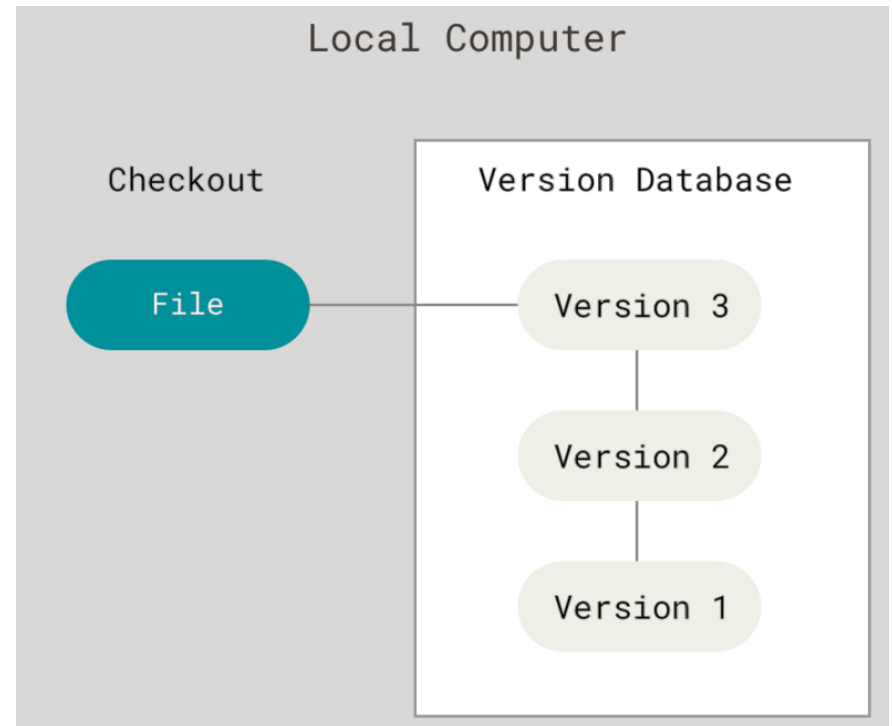 Local Computer
Checkout
Version Database
File
Version 3
Version 2
Version 1